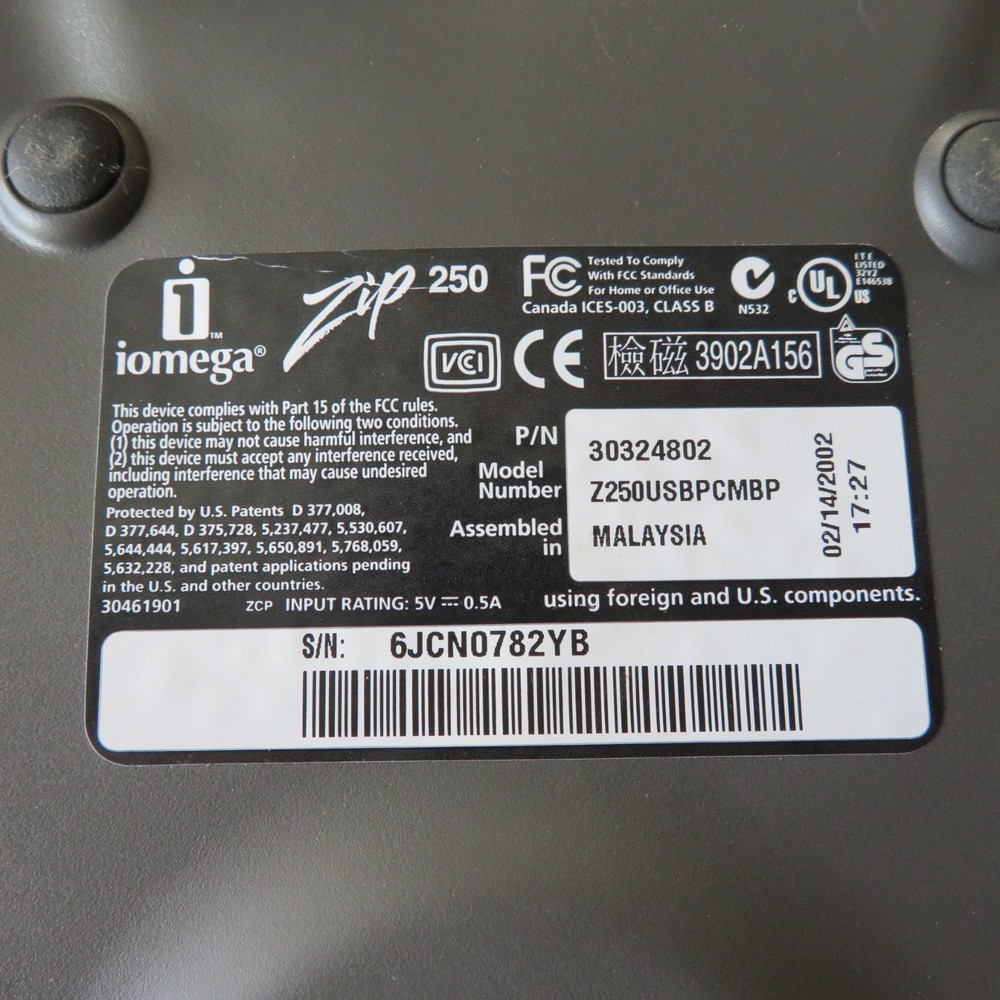 iomega®
TM
Zip 250
FC Tested To Comply
With FCC Standards
For Home or Office Use
Canada ICES-003, CLASS B
N532
c UL US
ITE
LISTED
32Y2
E146538
VCI
CE
檢磁 3902A156
GS
This device complies with Part 15 of the FCC rules.
Operation is subject to the following two conditions.
(1) this device may not cause harmful interference, and
(2) this device must accept any interference received,
including interference that may cause undesired
operation.
Protected by U.S. Patents D 377,008,
D 377,644, D 375,728, 5,237,477, 5,530,607,
5,644,444, 5,617,397, 5,650,891, 5,768,059,
5,632,228, and patent applications pending
in the U.S. and other countries.
30461901 ZCP INPUT RATING: 5V ⎓ 0.5A
P/N 30324802
Model Number Z250USBPCMBP
Assembled in MALAYSIA
02/14/2002
17:27
using foreign and U.S. components.
S/N: 6JCN0782YB